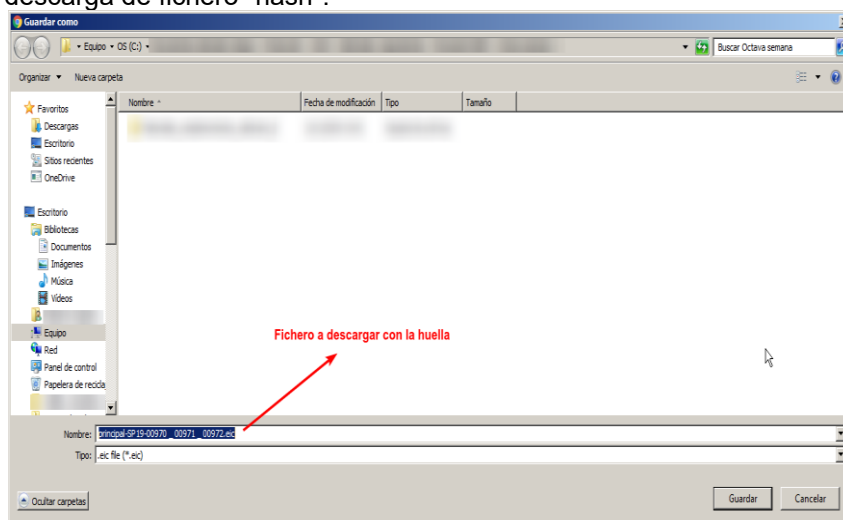 descarga de fichero "hash".
Guardar como
Equipo OS (C:)
Buscar Octava semana
Organizar Nueva carpeta
Nombre Fecha de modificación Tipo Tamaño
Favoritos
Descargas
Escritorio
Sitios recientes
OneDrive
Escritorio
Bibliotecas
Documentos
Imágenes
Música
Vídeos
Equipo
Red
Panel de control
Papelera de recicla
Fichero a descargar con la huella
Nombre: principal-SP19-00970_00971_00972.eic
Tipo: .eic file (*.eic)
Ocultar carpetas
Guardar Cancelar